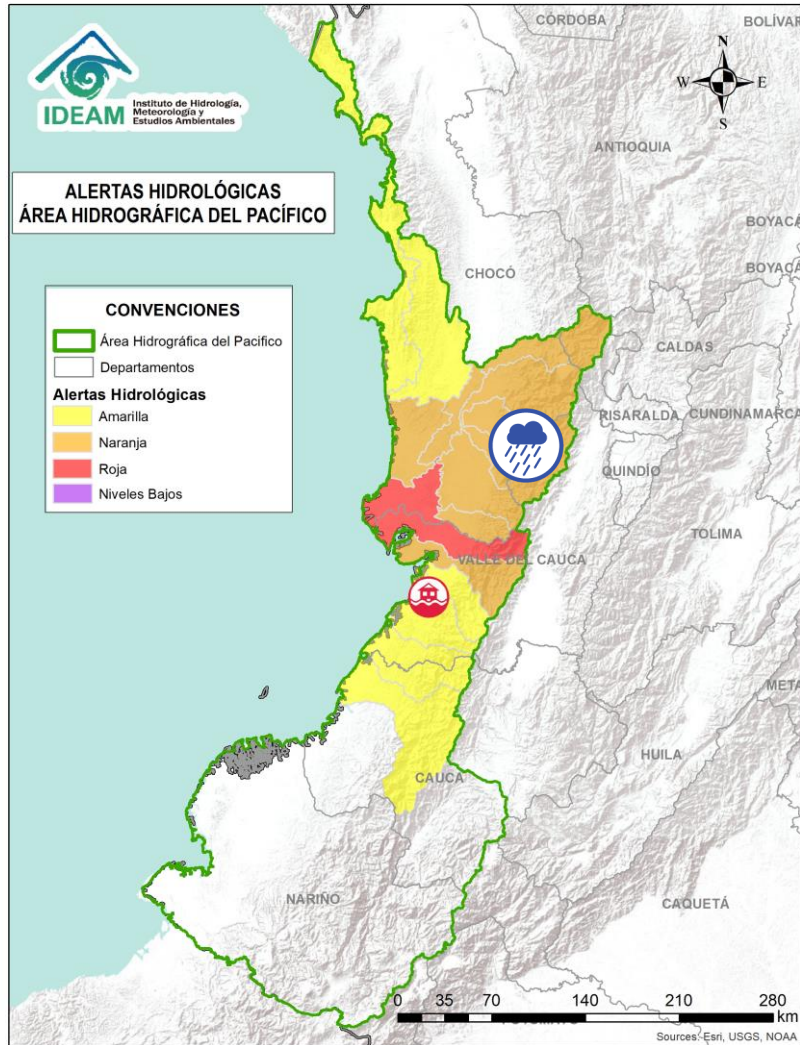 CÓRDOBA
BOLÍVAR
N
W
E
S
IDEAM
Instituto de Hidrología,
Meteorología y
Estudios Ambientales
ANTIOQUIA
ALERTAS HIDROLÓGICAS
ÁREA HIDROGRÁFICA DEL PACÍFICO
BOYACÁ
BOYACÁ
CHOCÓ
CONVENCIONES
Área Hidrográfica del Pacifico
Departamentos
Alertas Hidrológicas
Amarilla
Naranja
Roja
Niveles Bajos
CALDAS
RISARALDA
CUNDINAMARCA
QUINDÍO
TOLIMA
VALLE DEL CAUCA
META
HUILA
CAUCA
NARIÑO
CAQUETÁ
0 35 70 140 210 280
km
Sources: Esri, USGS, NOAA